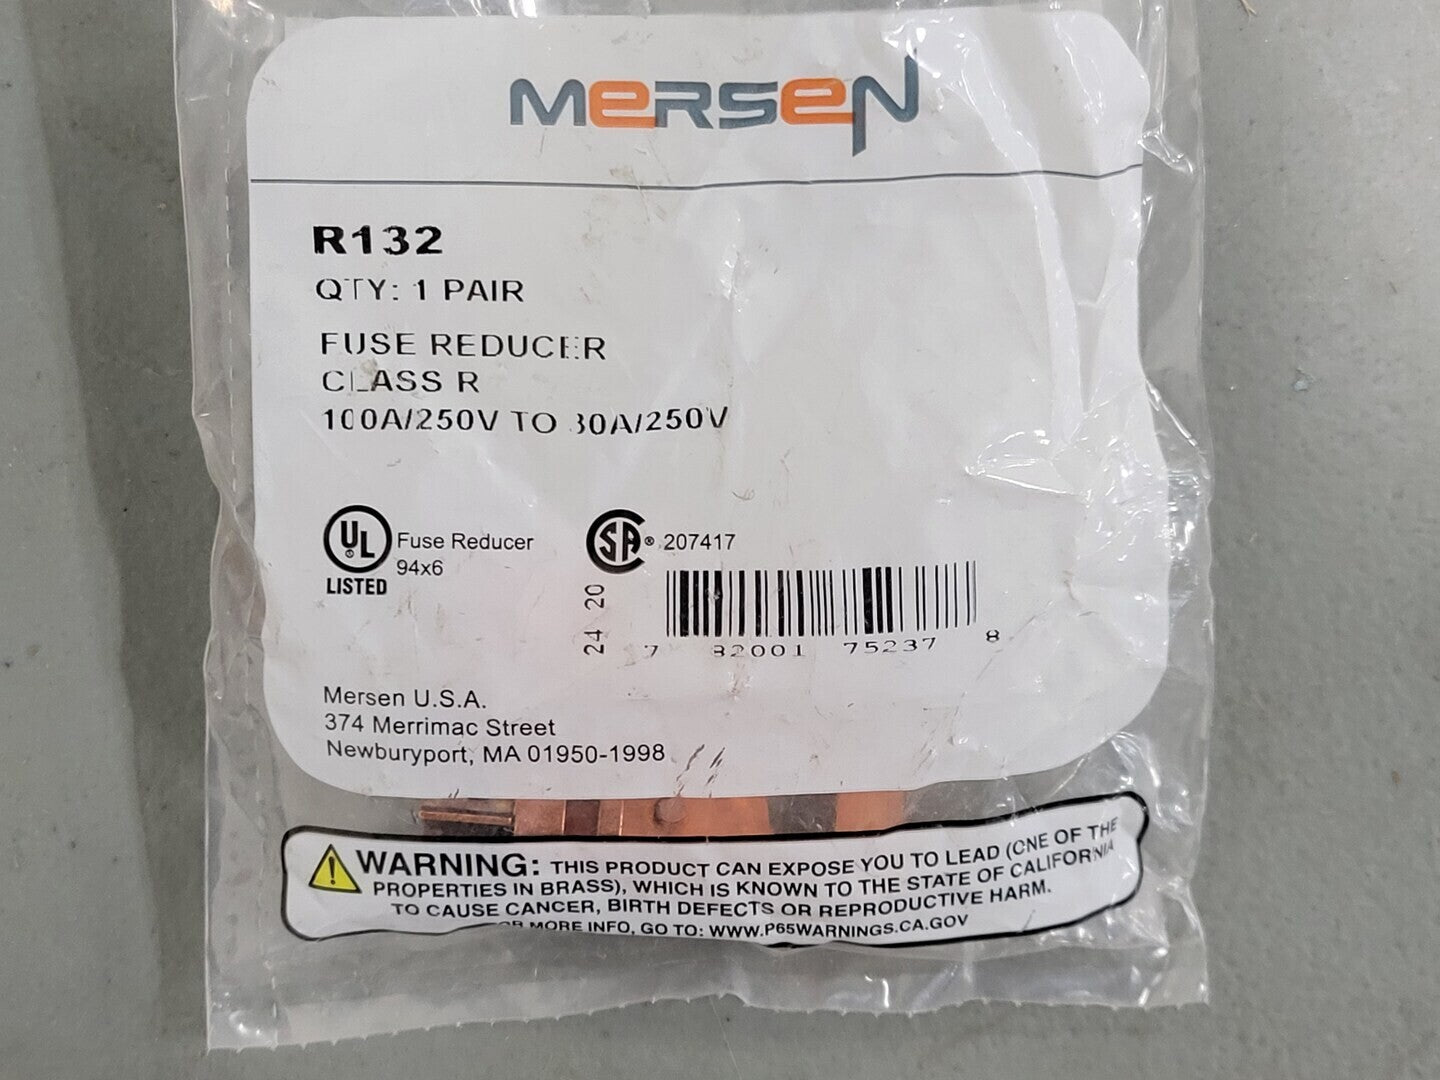 MERSEN
R132
QTY: 1 PAIR
FUSE REDUCER
CLASS R
100A/250V TO 30A/250V
UL ® LISTED
Fuse Reducer
94x6
SA ® 207417
24 20
7 82001 75237 8
Mersen U.S.A.
374 Merrimac Street
Newburyport, MA 01950-1998
WARNING: THIS PRODUCT CAN EXPOSE YOU TO LEAD (ONE OF THE
PROPERTIES IN BRASS), WHICH IS KNOWN TO THE STATE OF CALIFORNIA
TO CAUSE CANCER, BIRTH DEFECTS OR REPRODUCTIVE HARM.
FOR MORE INFO, GO TO: WWW.P65WARNINGS.CA.GOV